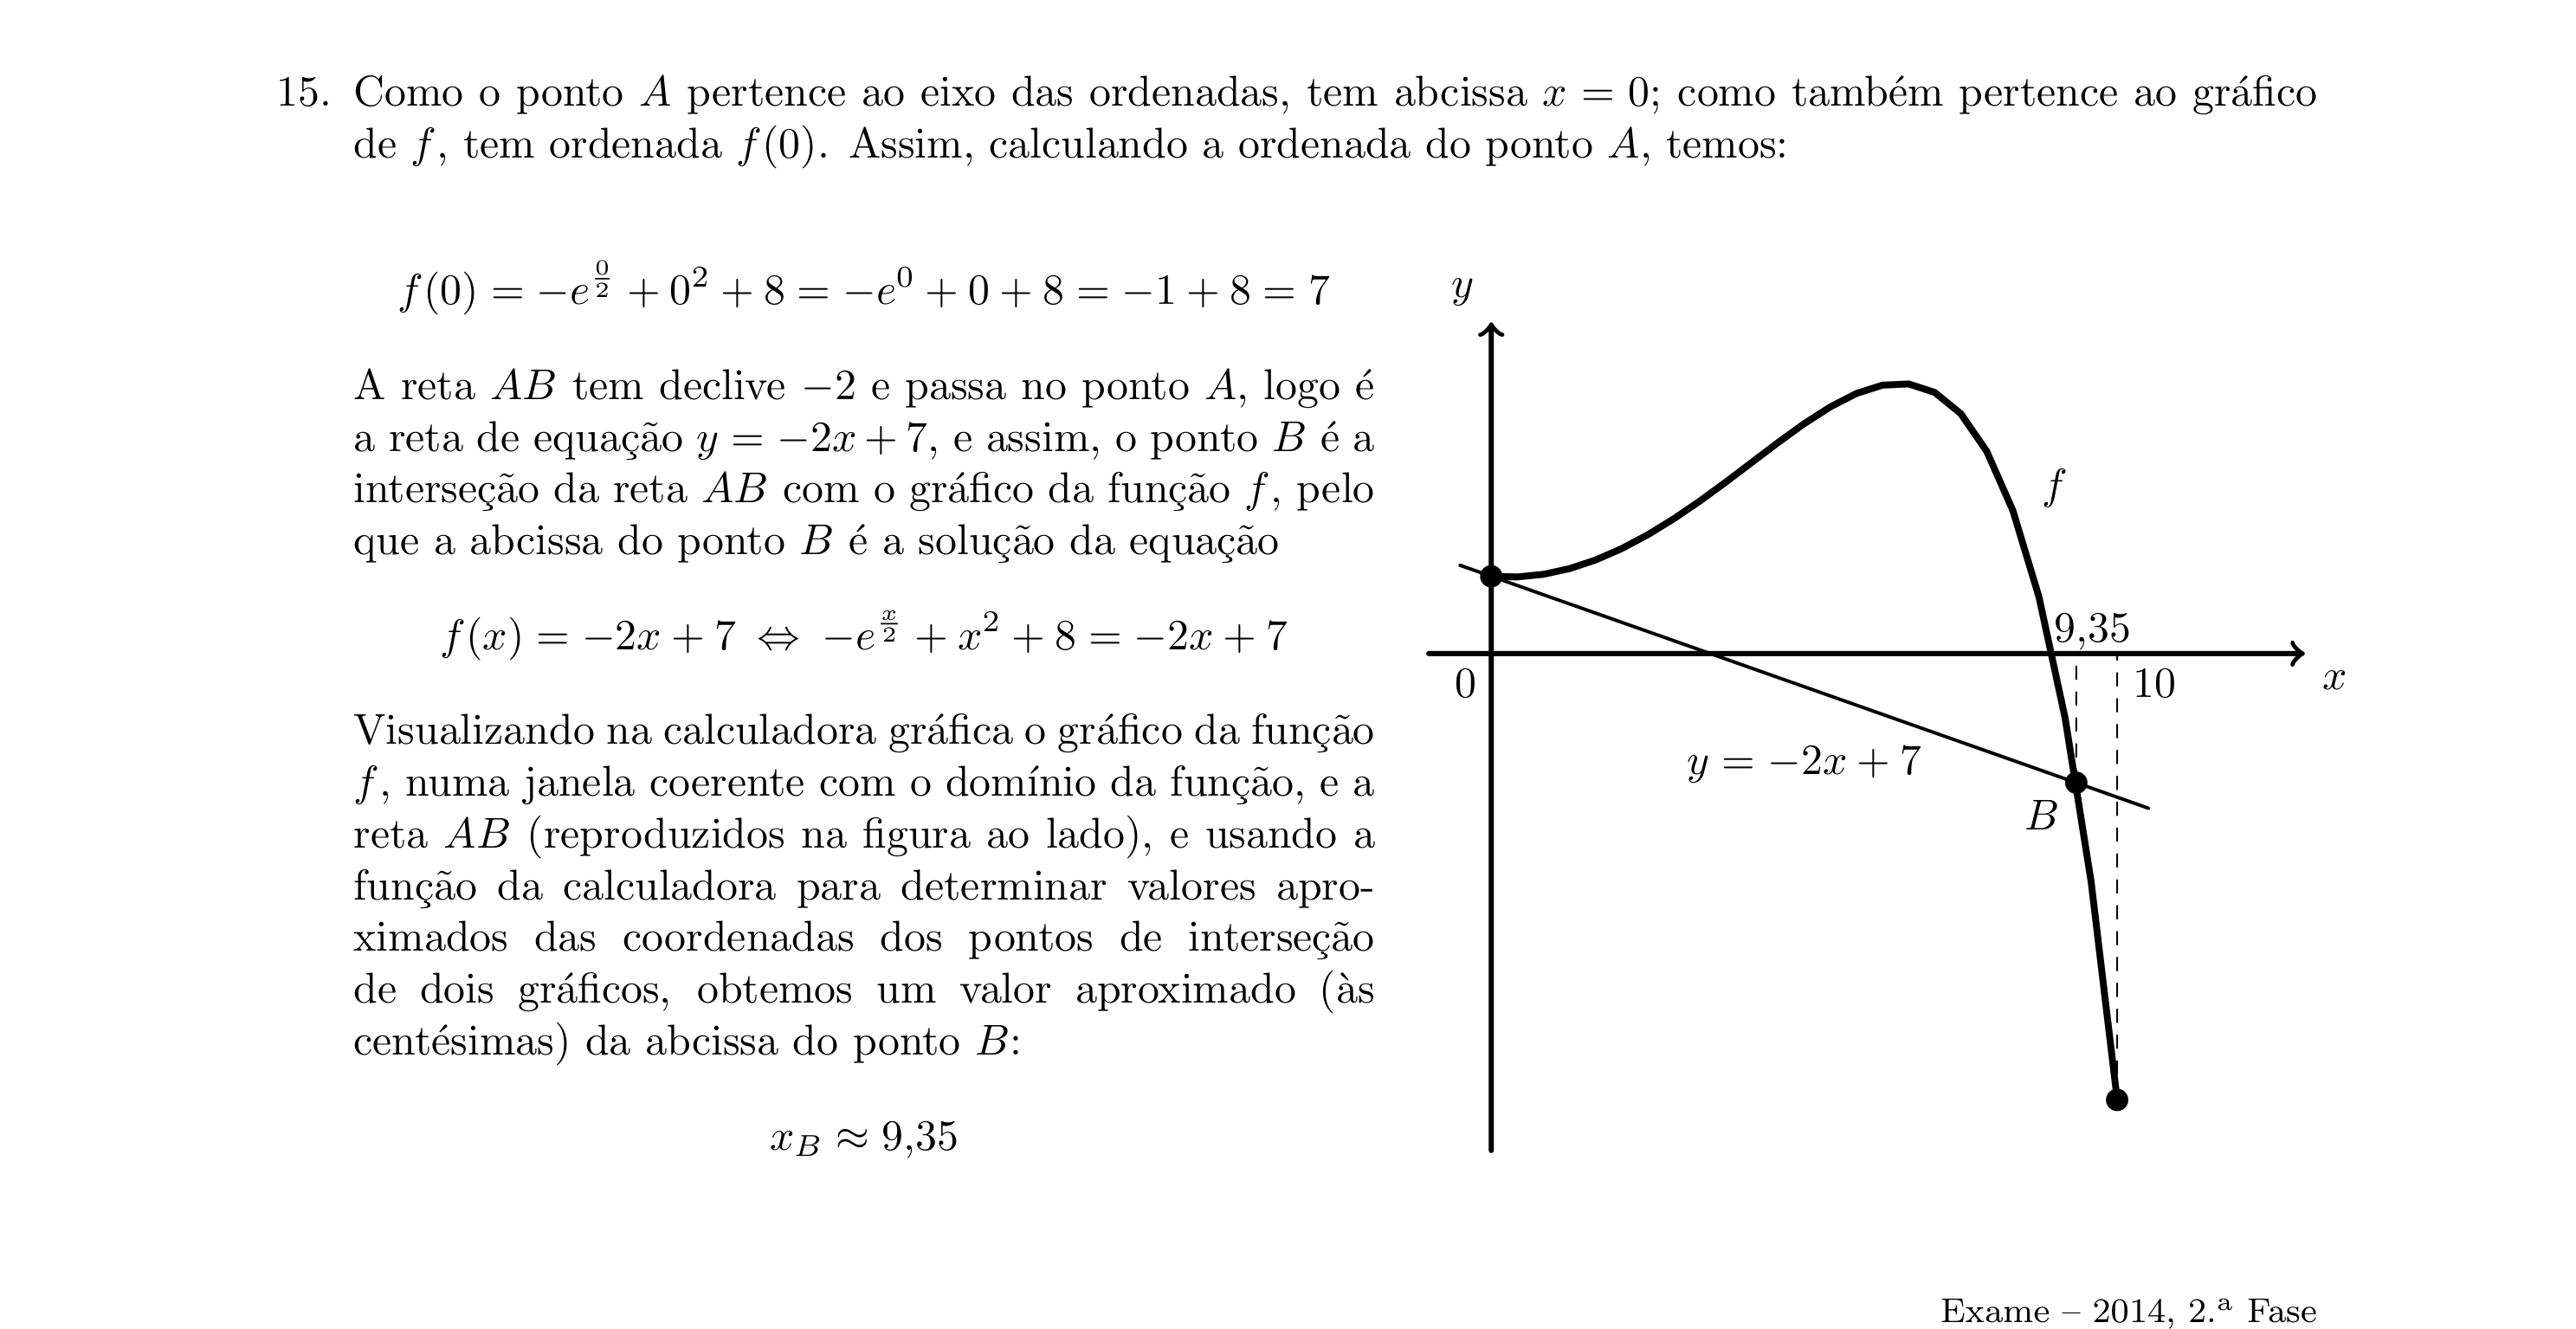 15. Como o ponto A pertence ao eixo das ordenadas, tem abcissa x = 0; como também pertence ao gráfico
de f, tem ordenada f(0). Assim, calculando a ordenada do ponto A, temos:
f(0) = −e^{\frac{0}{2}} + 0² + 8 = −e⁰ + 0 + 8 = −1 + 8 = 7
A reta AB tem declive −2 e passa no ponto A, logo é
a reta de equação y = −2x + 7, e assim, o ponto B é a
interseção da reta AB com o gráfico da função f, pelo
que a abcissa do ponto B é a solução da equação
f(x) = −2x + 7 ⇔ −e^{\frac{x}{2}} + x² + 8 = −2x + 7
Visualizando na calculadora gráfica o gráfico da função
f, numa janela coerente com o domínio da função, e a
reta AB (reproduzidos na figura ao lado), e usando a
função da calculadora para determinar valores apro-
ximados das coordenadas dos pontos de interseção
de dois gráficos, obtemos um valor aproximado (às
centésimas) da abcissa do ponto B:
x_B ≈ 9,35
y
f
9,35
0
10
x
y = −2x + 7
B
Exame – 2014, 2.ª Fase